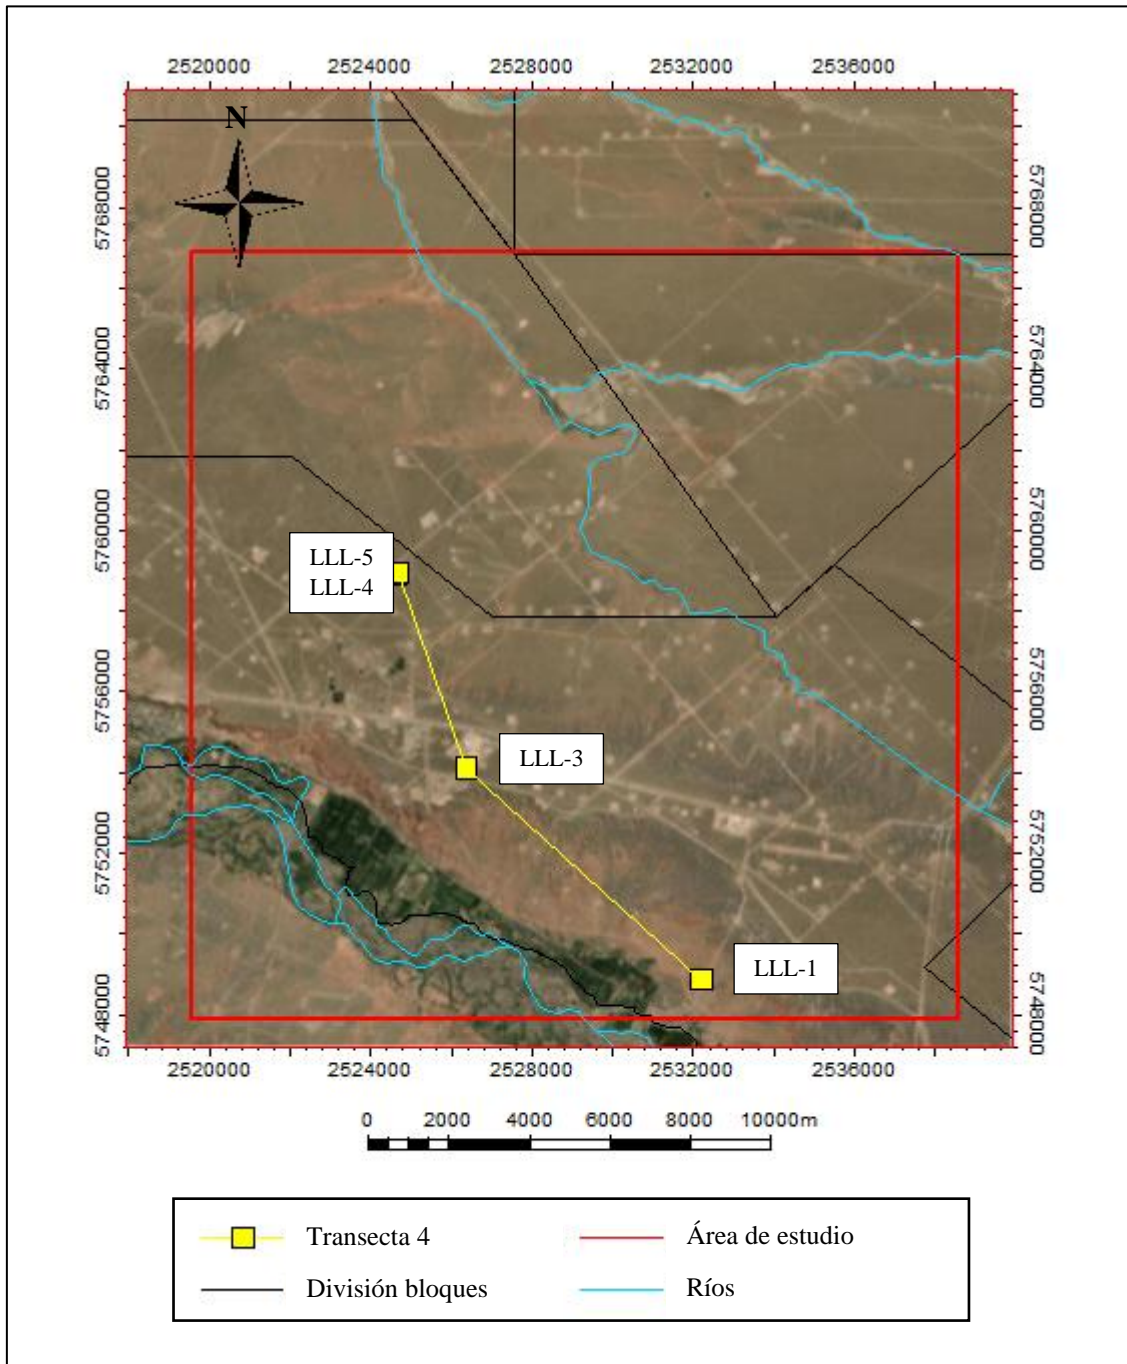 2520000 2524000 2528000 2532000 2536000
N
5768000
5768000
5764000
5764000
5760000
5760000
LLL-5
LLL-4
5756000
5756000
LLL-3
5752000
5752000
LLL-1
5748000
5748000
2520000 2524000 2528000 2532000 2536000
0 2000 4000 6000 8000 10000m
Transecta 4
Área de estudio
División bloques
Ríos